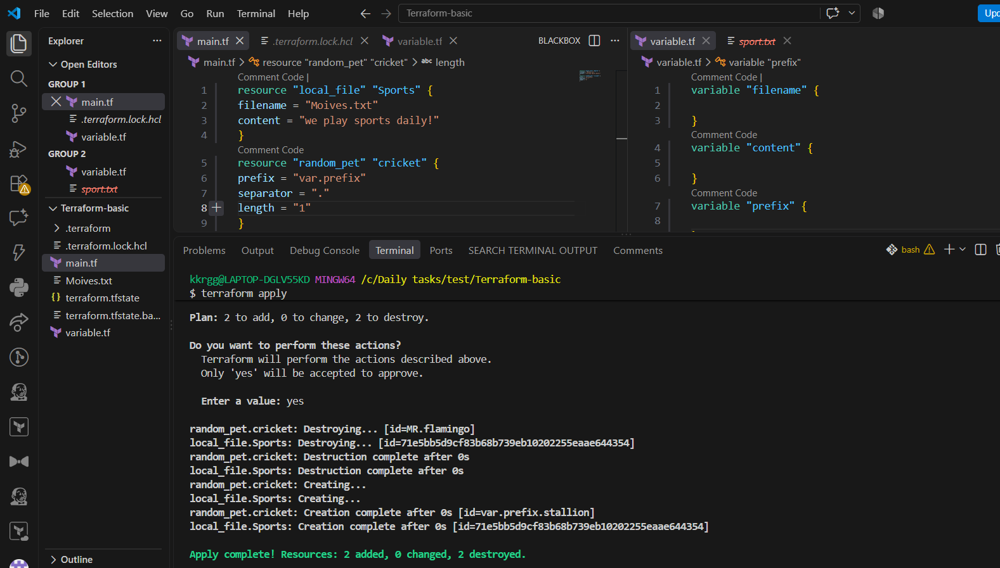 File Edit Selection View Go Run Terminal Help
Terraform-basic
Explorer
Open Editors
GROUP 1
main.tf
.terraform.lock.hcl
variable.tf
GROUP 2
variable.tf
sport.txt
Terraform-basic
.terraform
.terraform.lock.hcl
main.tf
Moives.txt
terraform.tfstate
terraform.tfstate.ba...
variable.tf
Outline
main.tf .terraform.lock.hcl variable.tf BLACKBOX
main.tf > resource "random_pet" "cricket" > abc length
Comment Code |
1 resource "local_file" "Sports" {
2 filename = "Moives.txt"
3 content = "we play sports daily!"
4 }
Comment Code
5 resource "random_pet" "cricket" {
6 prefix = "var.prefix"
7 separator = "."
8 length = "1"
9 }
variable.tf sport.txt
variable.tf > variable "prefix"
Comment Code |
1 variable "filename" {
2
3 }
Comment Code
4 variable "content" {
5
6 }
Comment Code
7 variable "prefix" {
8
Problems Output Debug Console Terminal Ports SEARCH TERMINAL OUTPUT Comments
bash
kkrgg@LAPTOP-DGLV55KD MINGW64 /c/Daily tasks/test/Terraform-basic
$ terraform apply
Plan: 2 to add, 0 to change, 2 to destroy.
Do you want to perform these actions?
Terraform will perform the actions described above.
Only 'yes' will be accepted to approve.
Enter a value: yes
random_pet.cricket: Destroying... [id=MR.flamingo]
local_file.Sports: Destroying... [id=71e5bb5d9cf83b68b739eb10202255eaae644354]
random_pet.cricket: Destruction complete after 0s
local_file.Sports: Destruction complete after 0s
random_pet.cricket: Creating...
local_file.Sports: Creating...
random_pet.cricket: Creation complete after 0s [id=var.prefix.stallion]
local_file.Sports: Creation complete after 0s [id=71e5bb5d9cf83b68b739eb10202255eaae644354]
Apply complete! Resources: 2 added, 0 changed, 2 destroyed.